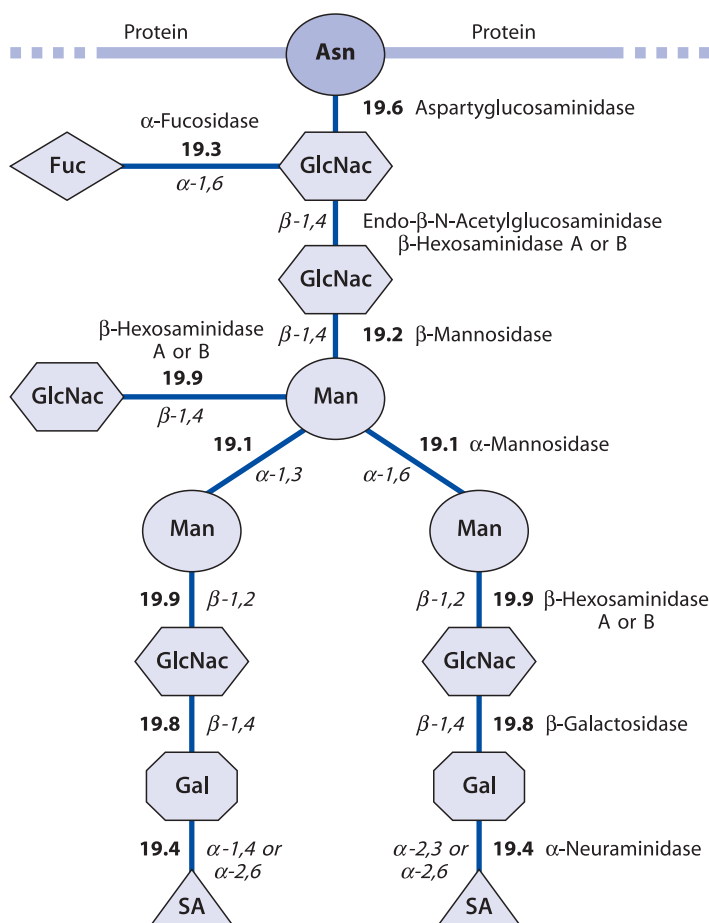 Protein
Asn
Protein
19.6 Aspartyglucosaminidase
α-Fucosidase
19.3
Fuc
α-1,6
GlcNac
β-1,4
Endo-β-N-Acetylglucosaminidase
β-Hexosaminidase A or B
GlcNac
β-1,4
19.2 β-Mannosidase
β-Hexosaminidase
A or B
19.9
GlcNac
β-1,4
Man
19.1
α-1,3
19.1 α-Mannosidase
α-1,6
Man
Man
19.9 β-1,2
β-1,2 19.9 β-Hexosaminidase
A or B
GlcNac
GlcNac
19.8 β-1,4
β-1,4 19.8 β-Galactosidase
Gal
Gal
19.4 α-1,4 or
α-2,6
α-2,3 or 19.4 α-Neuraminidase
α-2,6
SA
SA